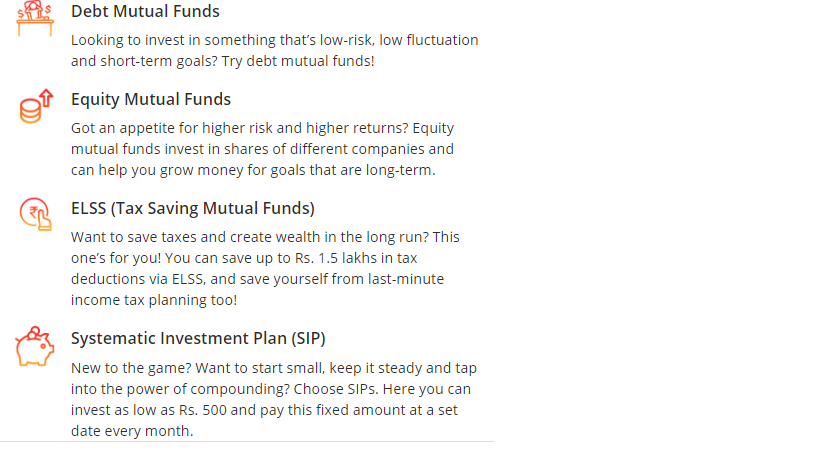 Debt Mutual Funds
Looking to invest in something that’s low-risk, low fluctuation
and short-term goals? Try debt mutual funds!
Equity Mutual Funds
Got an appetite for higher risk and higher returns? Equity
mutual funds invest in shares of different companies and
can help you grow money for goals that are long-term.
ELSS (Tax Saving Mutual Funds)
Want to save taxes and create wealth in the long run? This
one’s for you! You can save up to Rs. 1.5 lakhs in tax
deductions via ELSS, and save yourself from last-minute
income tax planning too!
Systematic Investment Plan (SIP)
New to the game? Want to start small, keep it steady and tap
into the power of compounding? Choose SIPs. Here you can
invest as low as Rs. 500 and pay this fixed amount at a set
date every month.